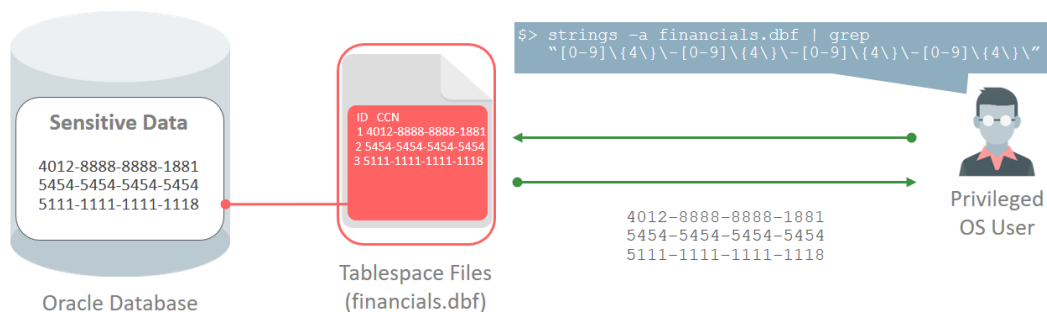 $> strings -a financials.dbf | grep
“[0-9]\{4\}\-[0-9]\{4\}\-[0-9]\{4\}\-[0-9]\{4\}\”
Sensitive Data
4012-8888-8888-1881
5454-5454-5454-5454
5111-1111-1111-1118
Oracle Database
ID CCN
1 4012-8888-8888-1881
2 5454-5454-5454-5454
3 5111-1111-1111-1118
Tablespace Files
(financials.dbf)
4012-8888-8888-1881
5454-5454-5454-5454
5111-1111-1111-1118
Privileged
OS User